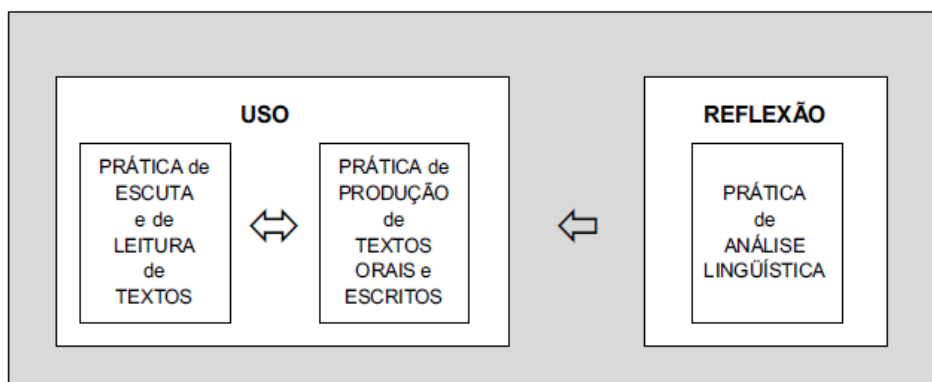 USO
PRÁTICA de
ESCUTA
e de
LEITURA
de
TEXTOS
PRÁTICA de
PRODUÇÃO
de
TEXTOS
ORAIS e
ESCRITOS
REFLEXÃO
PRÁTICA
de
ANÁLISE
LINGÜÍSTICA